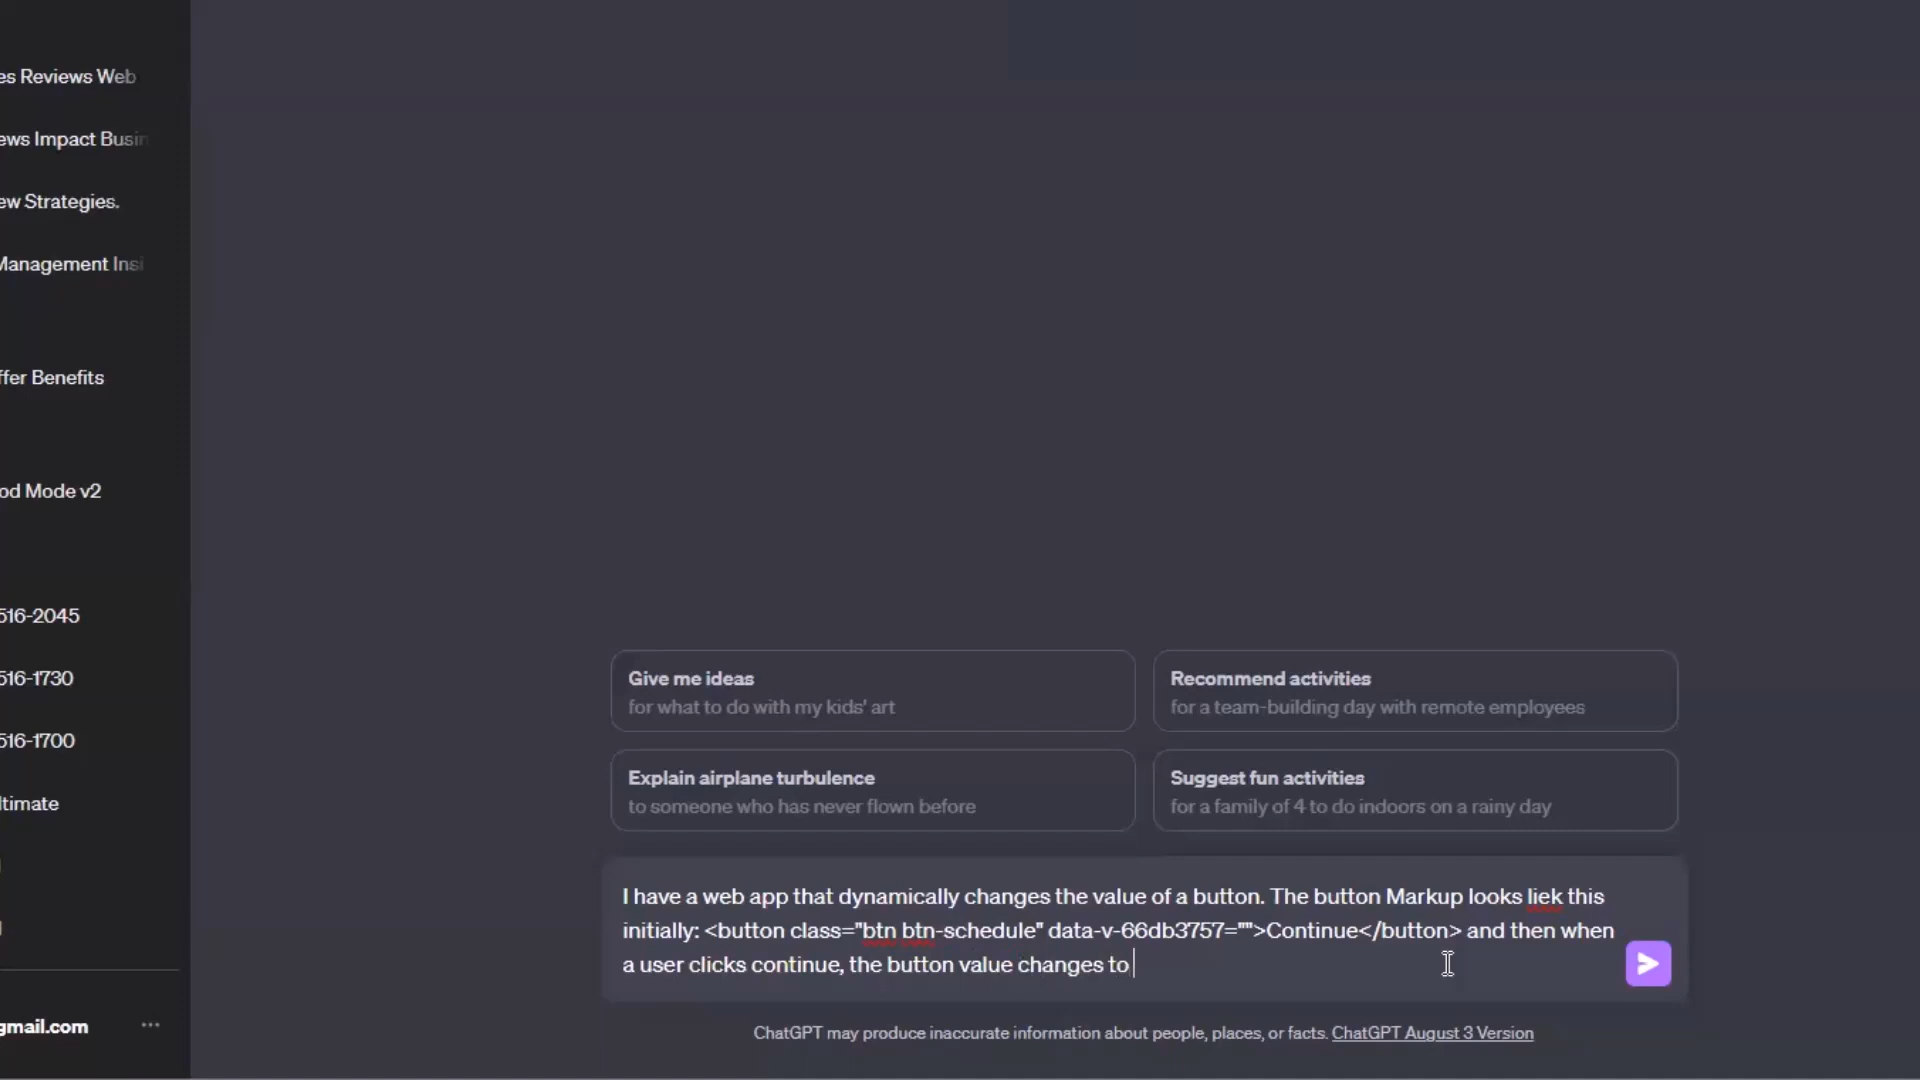 es Reviews Web
ews Impact Busin
ew Strategies.
Management Insi
ffer Benefits
od Mode v2
516-2045
516-1730
516-1700
ltimate
gmail.com
Give me ideas
for what to do with my kids' art
Recommend activities
for a team-building day with remote employees
Explain airplane turbulence
to someone who has never flown before
Suggest fun activities
for a family of 4 to do indoors on a rainy day
I have a web app that dynamically changes the value of a button. The button Markup looks liek this
initially: <button class="btn btn-schedule" data-v-66db3757="">Continue</button> and then when
a user clicks continue, the button value changes to
ChatGPT may produce inaccurate information about people, places, or facts. ChatGPT August 3 Version